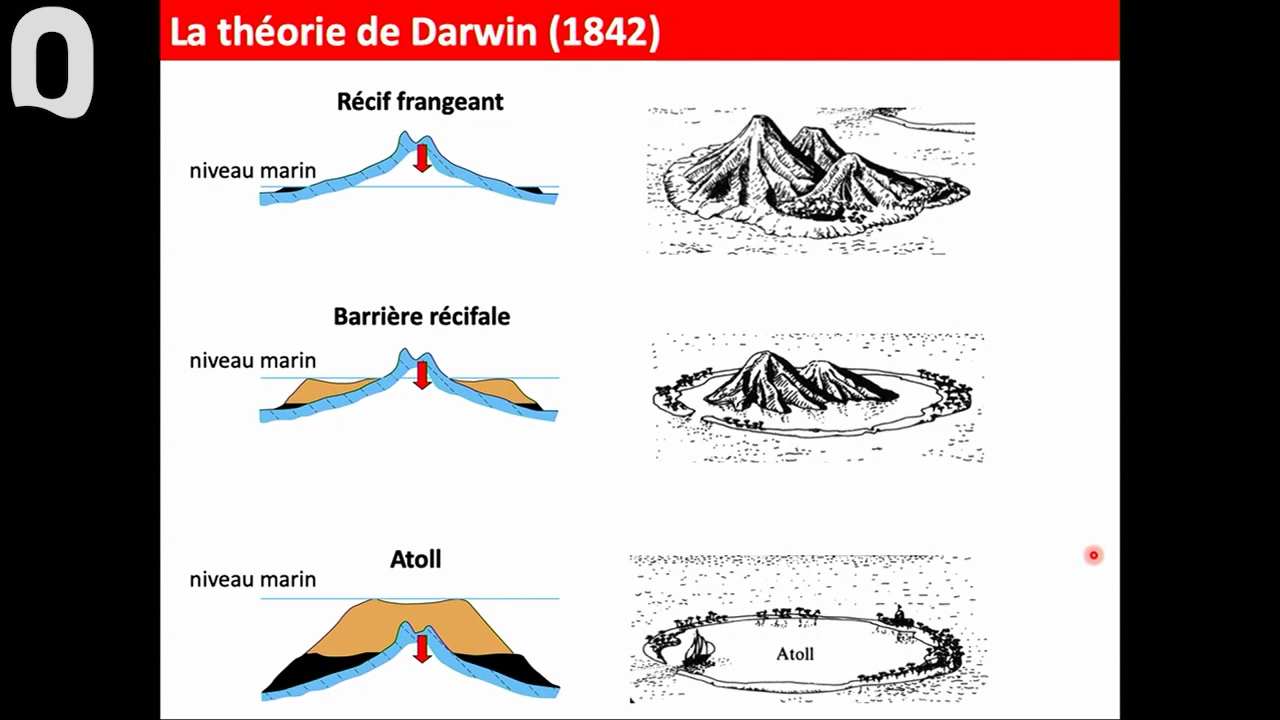 La théorie de Darwin (1842)
Récif frangeant
niveau marin
Barrière récifale
niveau marin
Atoll
niveau marin
Atoll